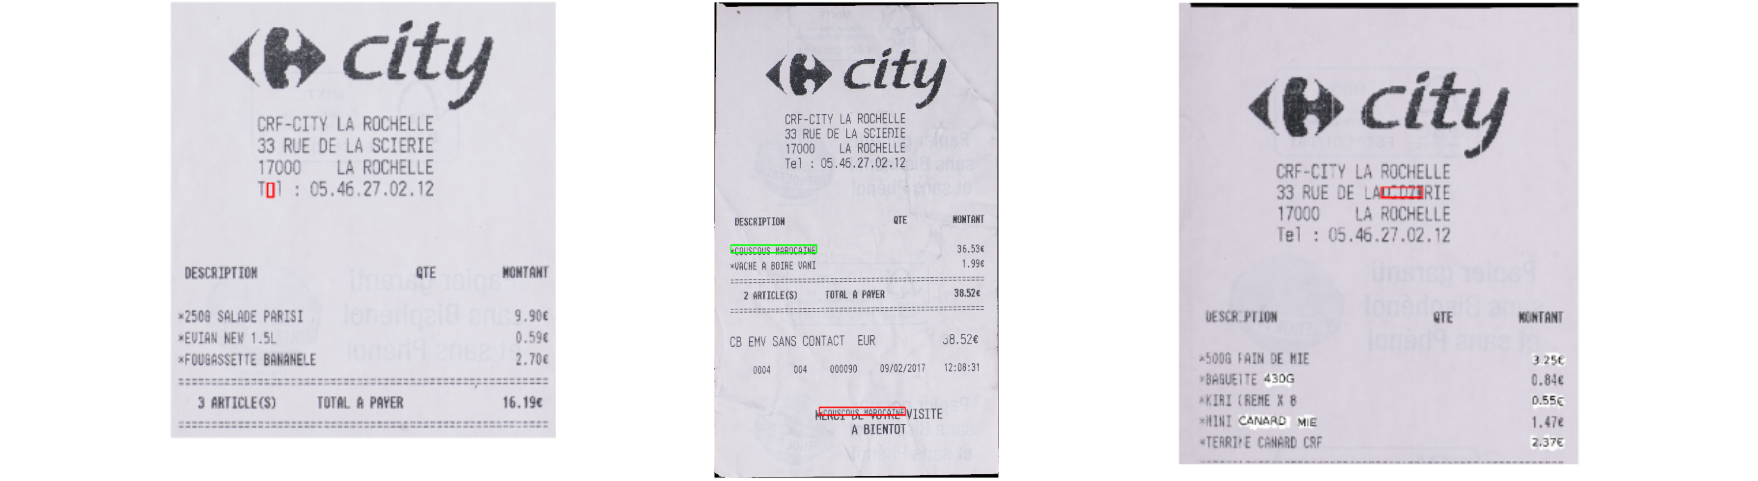 city
CRF-CITY LA ROCHELLE
33 RUE DE LA SCIERIE
17000 LA ROCHELLE
Tl : 05.46.27.02.12
DESCRIPTION QTE MONTANT
*250G SALADE PARISI 9.90€
*EVIAN NEW 1.5L 0.59€
*FOUGASSETTE BANANELE 2.70€
3 ARTICLE(S) TOTAL A PAYER 16.19€
city
CRF-CITY LA ROCHELLE
33 RUE DE LA SCIERIE
17000 LA ROCHELLE
Tel : 05.46.27.02.12
DESCRIPTION QTE MONTANT
*COUSCOUS MAROCAINE 36.53€
*VACHE A BOIRE VANI 1.99€
2 ARTICLE(S) TOTAL A PAYER 38.52€
CB EMV SANS CONTACT EUR 38.52€
0004 004 000090 09/02/2017 12:08:31
COUSCOUS MAROCAINE
MERCI DE VOTRE VISITE
A BIENTOT
city
CRF-CITY LA ROCHELLE
33 RUE DE LA RIE
17000 LA ROCHELLE
Tel : 05.46.27.02.12
DESCRIPTION QTE MONTANT
*500G PAIN DE MIE 3.25€
*BAGUETTE 430G 0.84€
*KIRI CREME X 8 0.55€
*MINI CANARD MIE 1.47€
*TERRINE CANARD CRF 2.37€